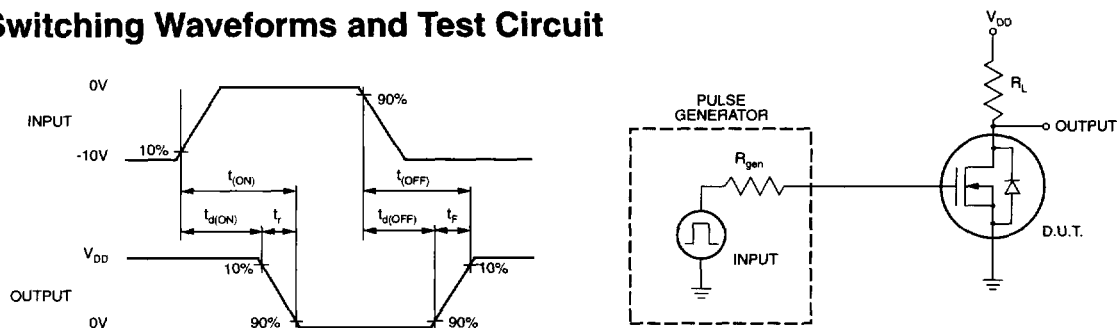 Switching Waveforms and Test Circuit
0V
INPUT
-10V
10%
90%
t(ON)
t(OFF)
td(ON)
tr
td(OFF)
tF
VDD
10%
10%
OUTPUT
0V
90%
90%
VDD
RL
PULSE
GENERATOR
OUTPUT
Rgen
INPUT
D.U.T.